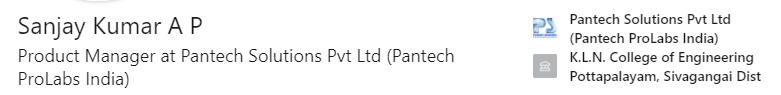 Sanjay Kumar A P
Product Manager at Pantech Solutions Pvt Ltd (Pantech
ProLabs India)
Pantech Solutions Pvt Ltd
(Pantech ProLabs India)
K.L.N. College of Engineering
Pottapalayam, Sivagangai Dist